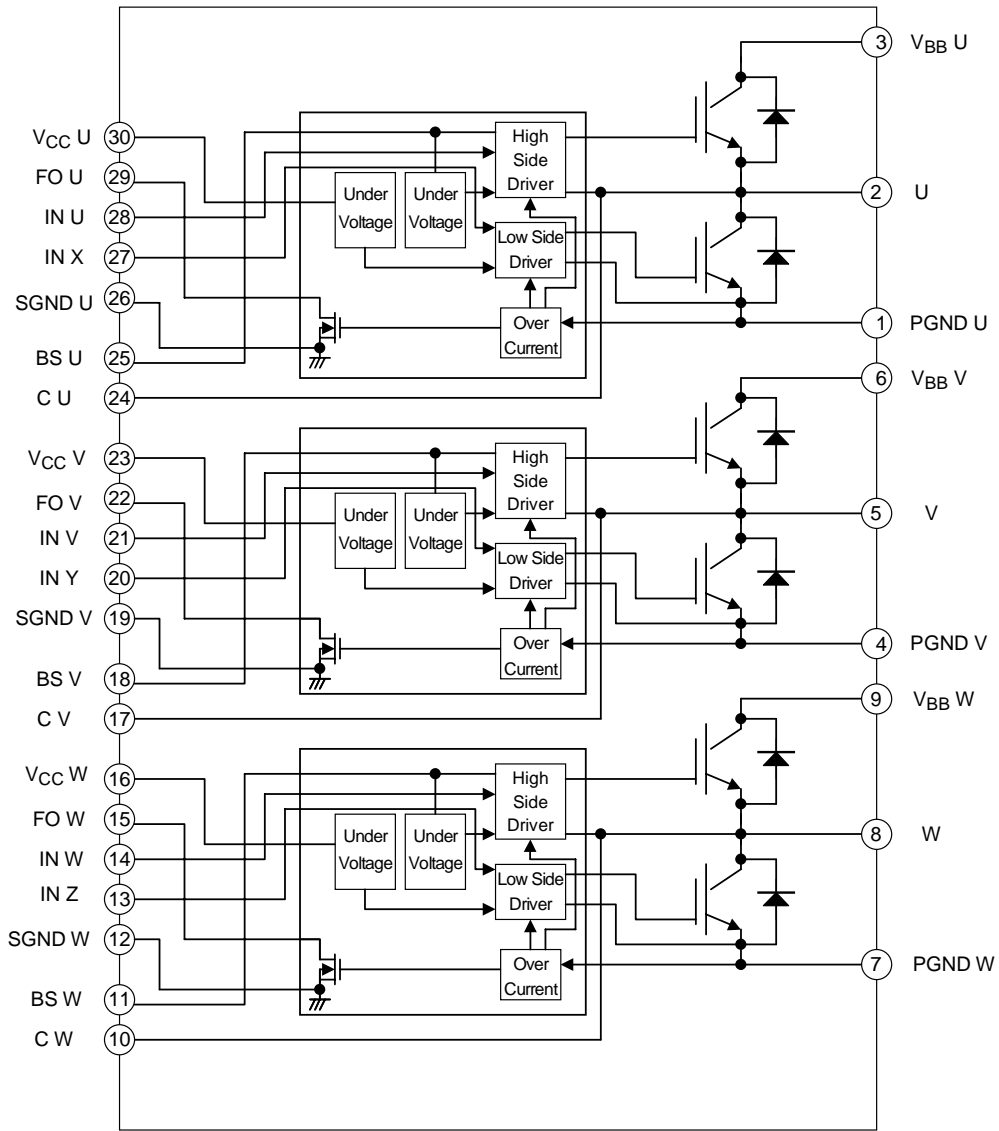 3 VBB U
VCC U 30
FO U 29
IN U 28
IN X 27
SGND U 26
BS U 25
C U 24
High
Side
Driver
Under
Voltage
Under
Voltage
Low Side
Driver
Over
Current
2 U
1 PGND U
6 VBB V
VCC V 23
FO V 22
IN V 21
IN Y 20
SGND V 19
BS V 18
C V 17
High
Side
Driver
Under
Voltage
Under
Voltage
Low Side
Driver
Over
Current
5 V
4 PGND V
9 VBB W
VCC W 16
FO W 15
IN W 14
IN Z 13
SGND W 12
BS W 11
C W 10
High
Side
Driver
Under
Voltage
Under
Voltage
Low Side
Driver
Over
Current
8 W
7 PGND W